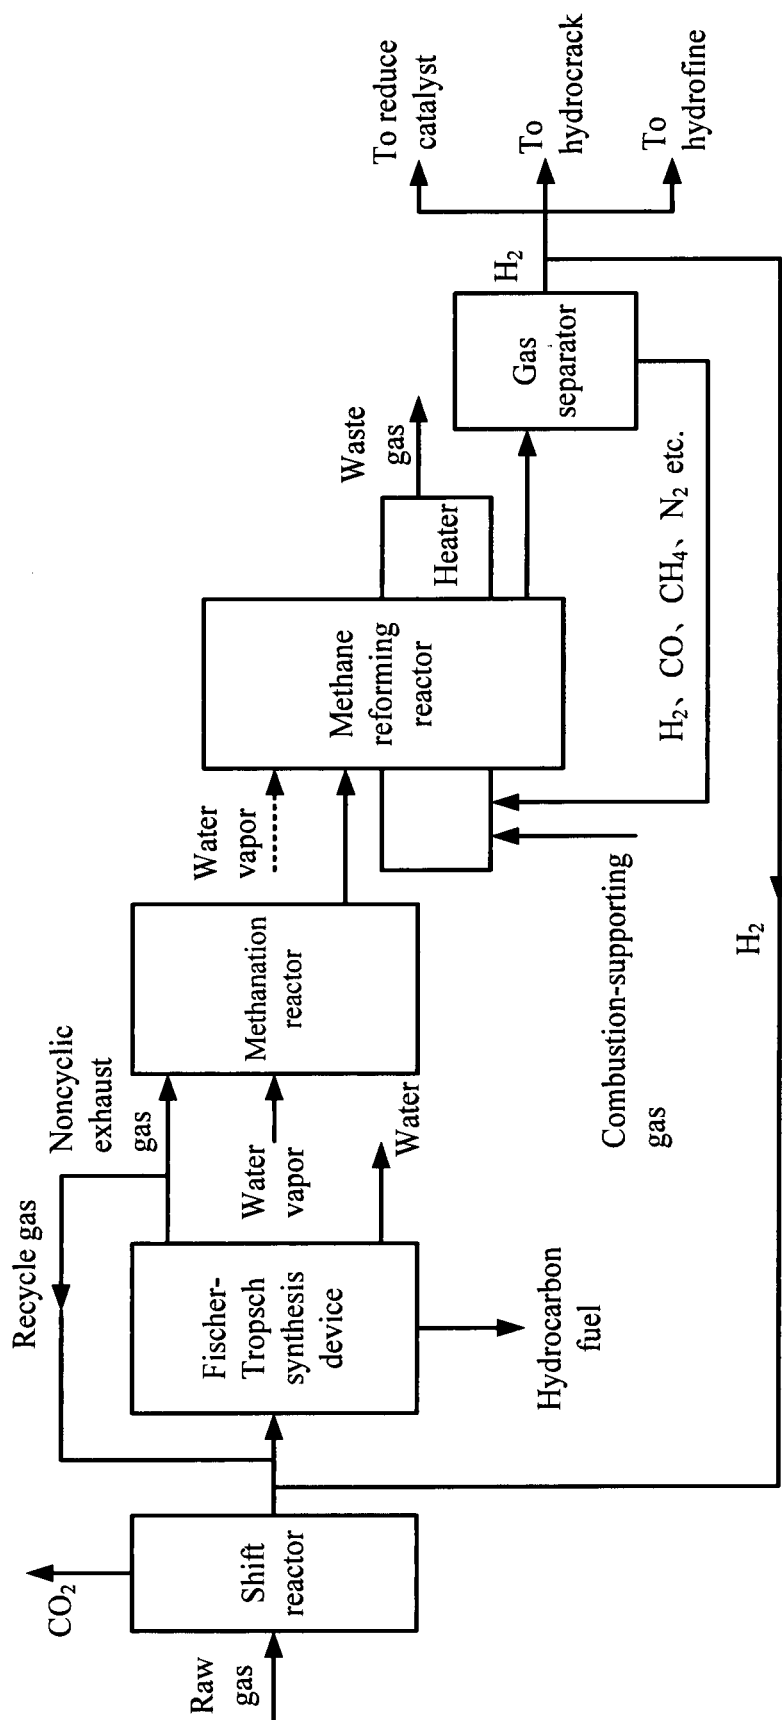 Raw
gas
CO₂
Shift
reactor
Recycle gas
Fischer-
Tropsch
synthesis
device
Hydrocarbon
fuel
Noncyclic
exhaust
gas
Water
vapor
Water
Methanation
reactor
Water
vapor
Combustion-supporting
gas
Methane
reforming
reactor
Heater
Waste
gas
H₂、CO、CH₄、N₂ etc.
Gas
separator
H₂
H₂
To reduce
catalyst
To
hydrocrack
To
hydrofine